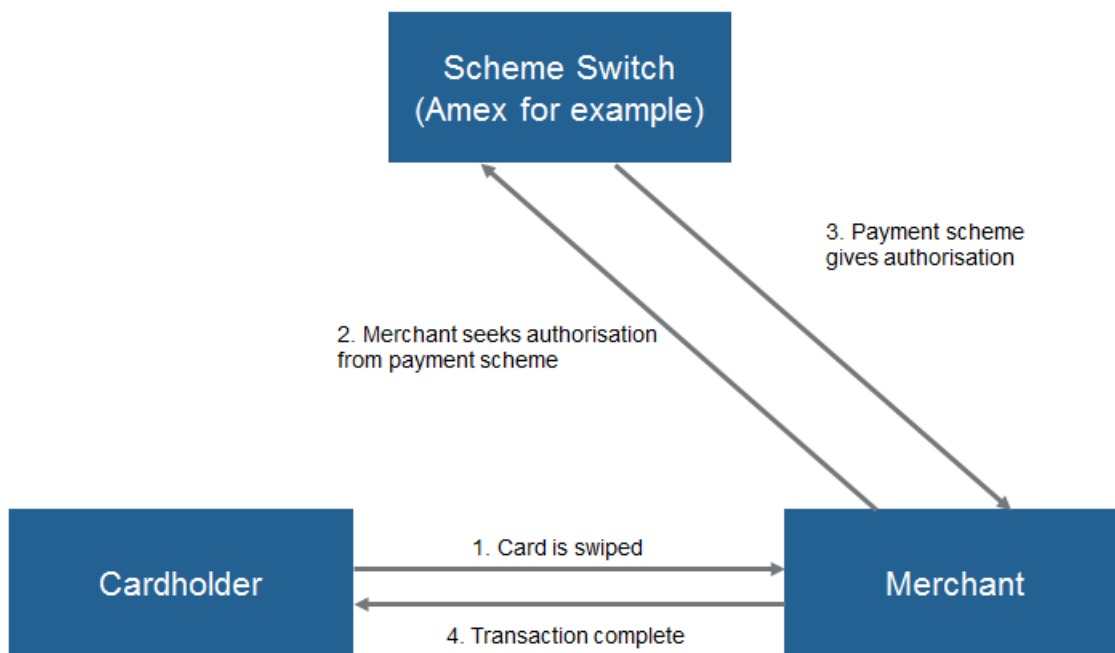 Scheme Switch
(Amex for example)
3. Payment scheme
gives authorisation
2. Merchant seeks authorisation
from payment scheme
1. Card is swiped
Cardholder
Merchant
4. Transaction complete